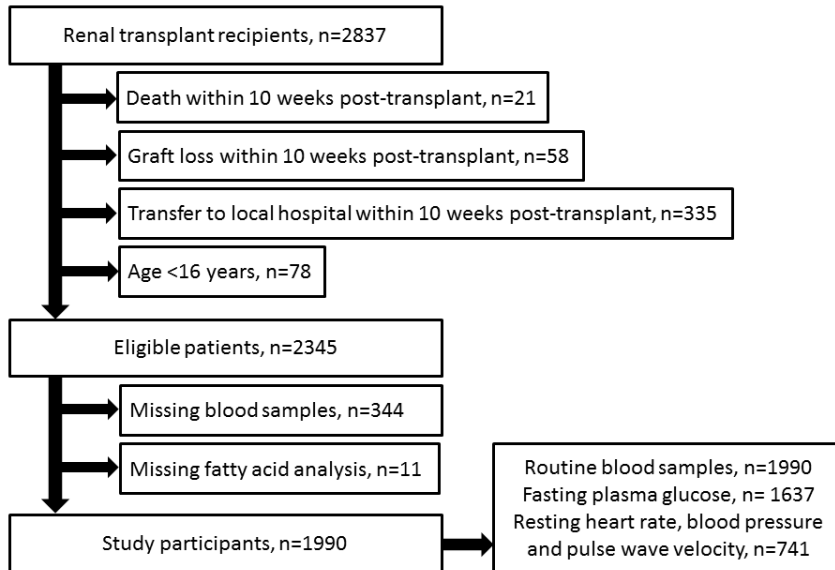 Renal transplant recipients, n=2837
Death within 10 weeks post-transplant, n=21
Graft loss within 10 weeks post-transplant, n=58
Transfer to local hospital within 10 weeks post-transplant, n=335
Age <16 years, n=78
Eligible patients, n=2345
Missing blood samples, n=344
Missing fatty acid analysis, n=11
Study participants, n=1990
Routine blood samples, n=1990
Fasting plasma glucose, n= 1637
Resting heart rate, blood pressure
and pulse wave velocity, n=741